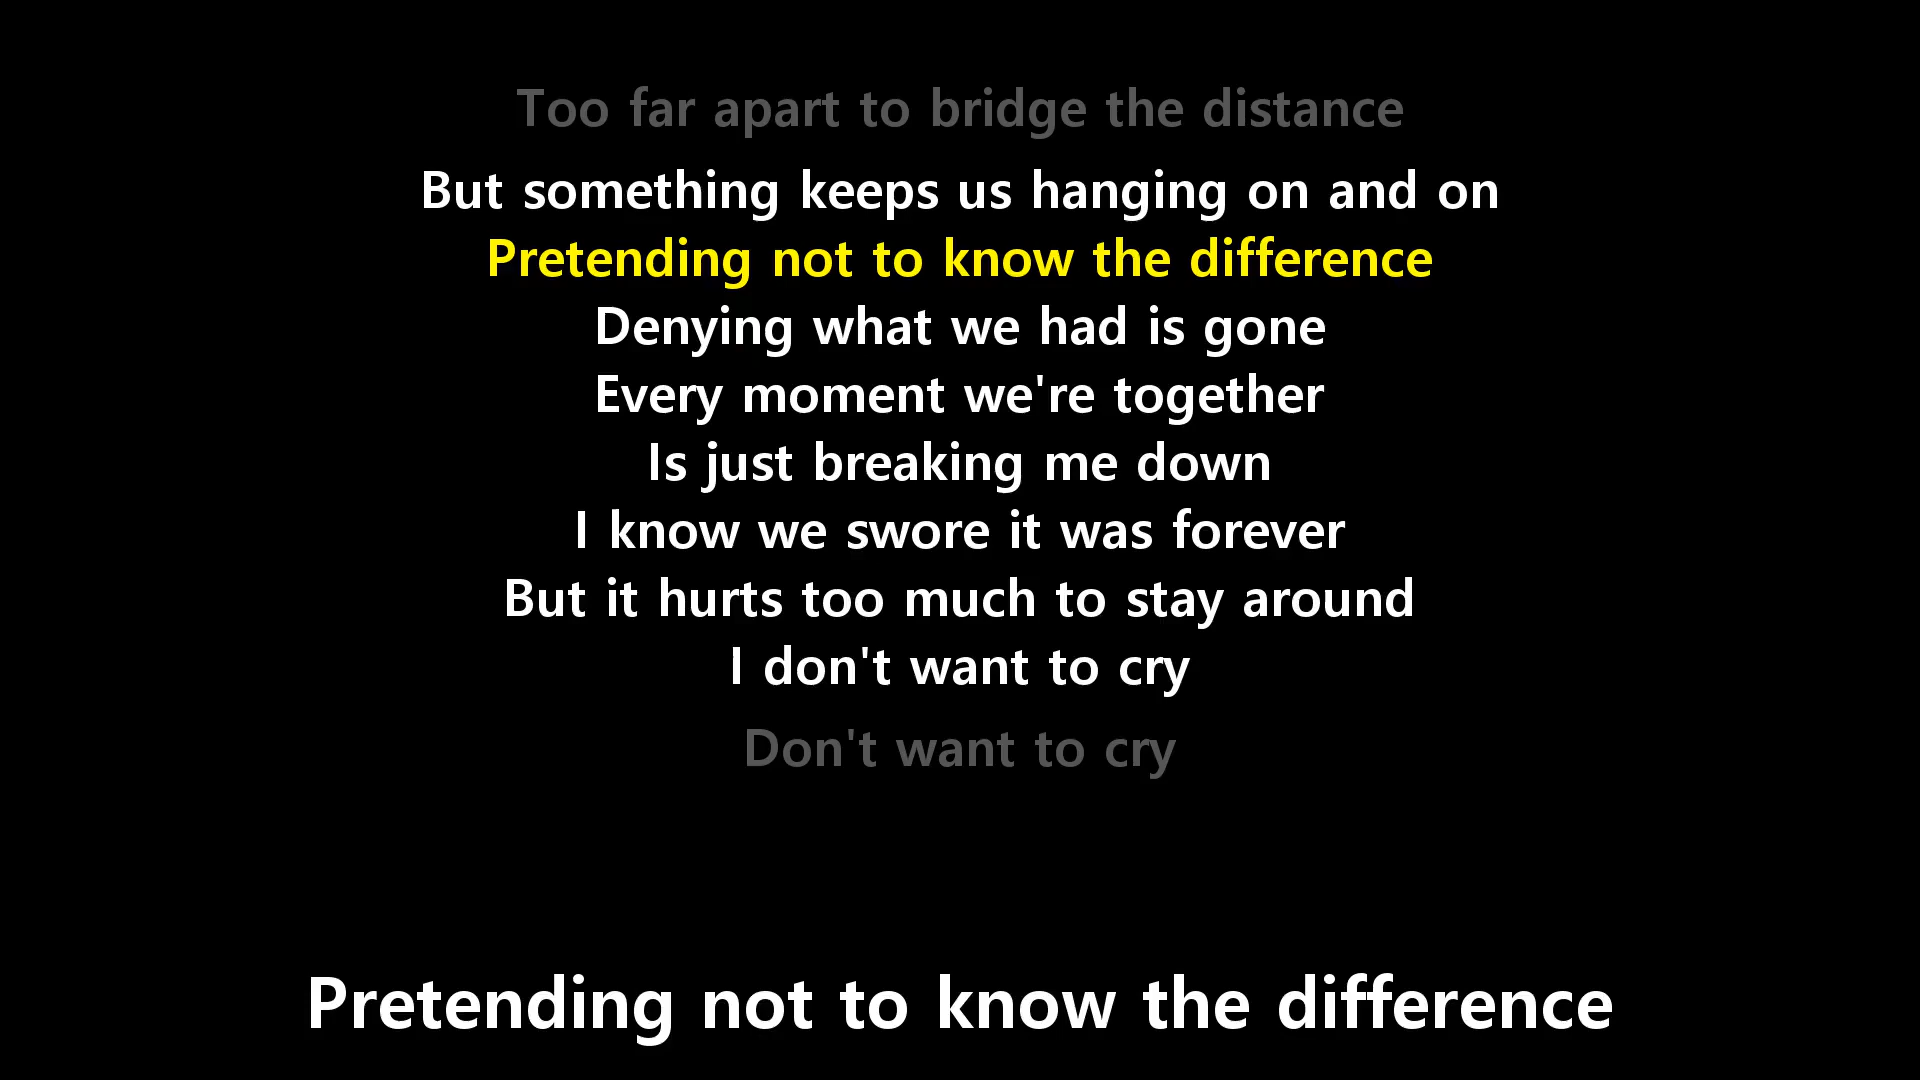 Too far apart to bridge the distance
But something keeps us hanging on and on
Pretending not to know the difference
Denying what we had is gone
Every moment we're together
Is just breaking me down
I know we swore it was forever
But it hurts too much to stay around
I don't want to cry
Don't want to cry
Pretending not to know the difference